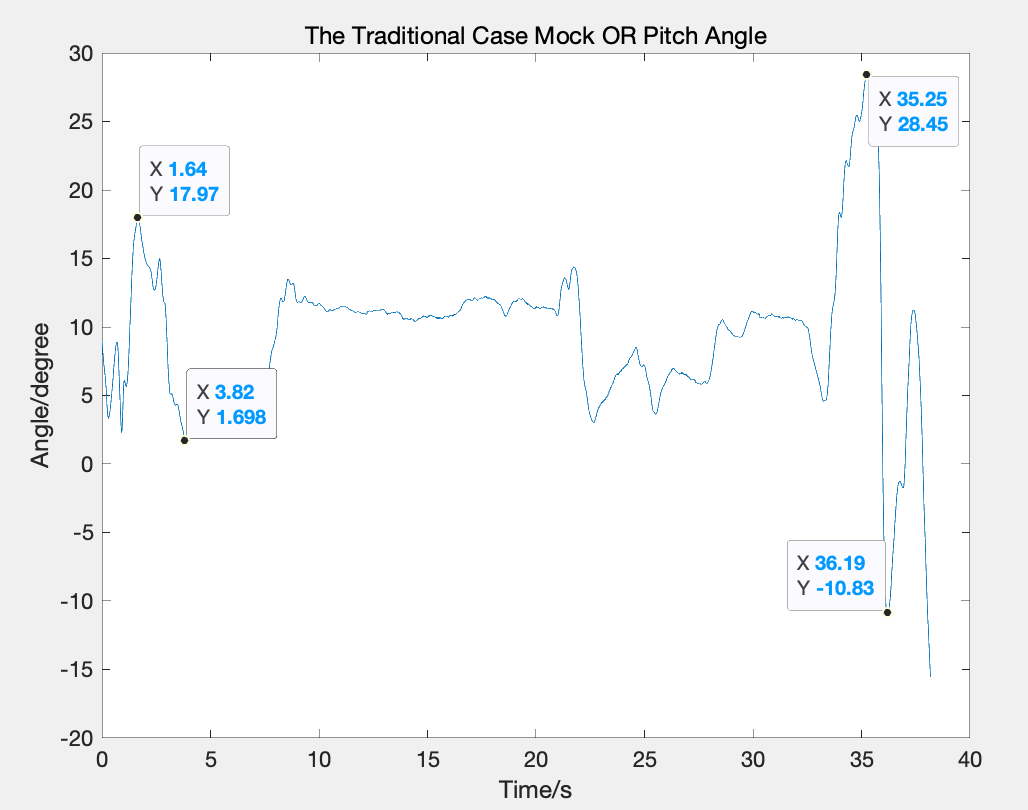 The Traditional Case Mock OR Pitch Angle
30
25
20
15
10
5
0
-5
-10
-15
-20
Angle/degree
X 1.64
Y 17.97
X 3.82
Y 1.698
X 35.25
Y 28.45
X 36.19
Y -10.83
0 5 10 15 20 25 30 35 40
Time/s